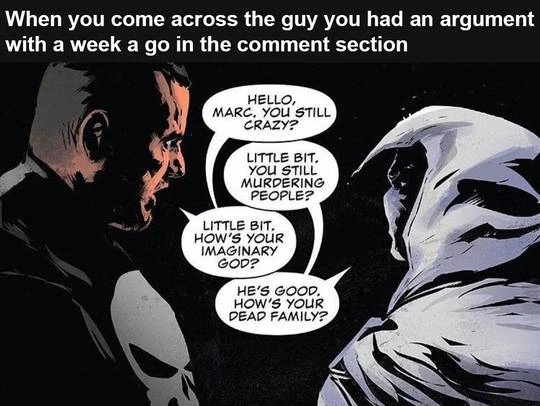 When you come across the guy you had an argument
with a week a go in the comment section
HELLO,
MARC, YOU STILL
CRAZY?
LITTLE BIT.
YOU STILL
MURDERING
PEOPLE?
LITTLE BIT.
HOW'S YOUR
IMAGINARY
GOD?
HE'S GOOD.
HOW'S YOUR
DEAD FAMILY?